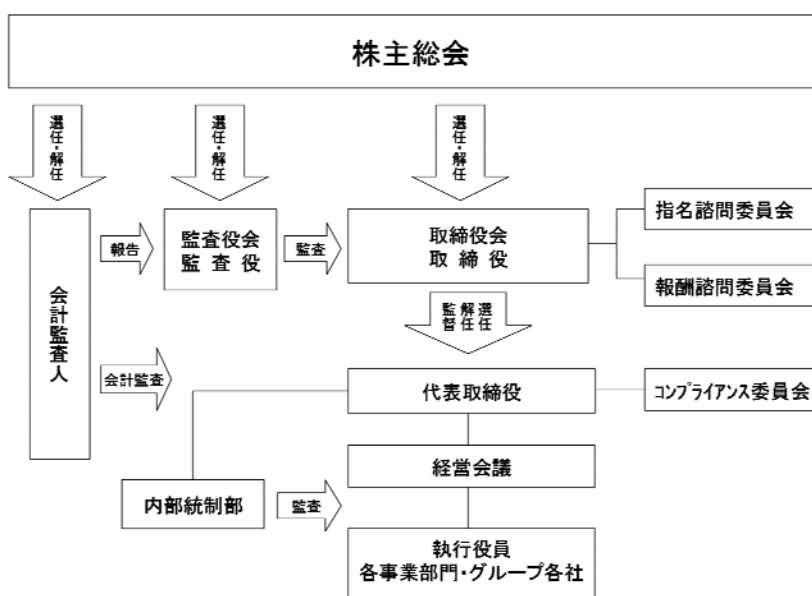 株主総会
選任・解任
選任・解任
選任・解任
会計監査人
報告
監査役会
監査役
監査
取締役会
取締役
指名諮問委員会
報酬諮問委員会
選任
解任
監督
会計監査
代表取締役
コンプライアンス委員会
経営会議
内部統制部
監査
執行役員
各事業部門・グループ各社